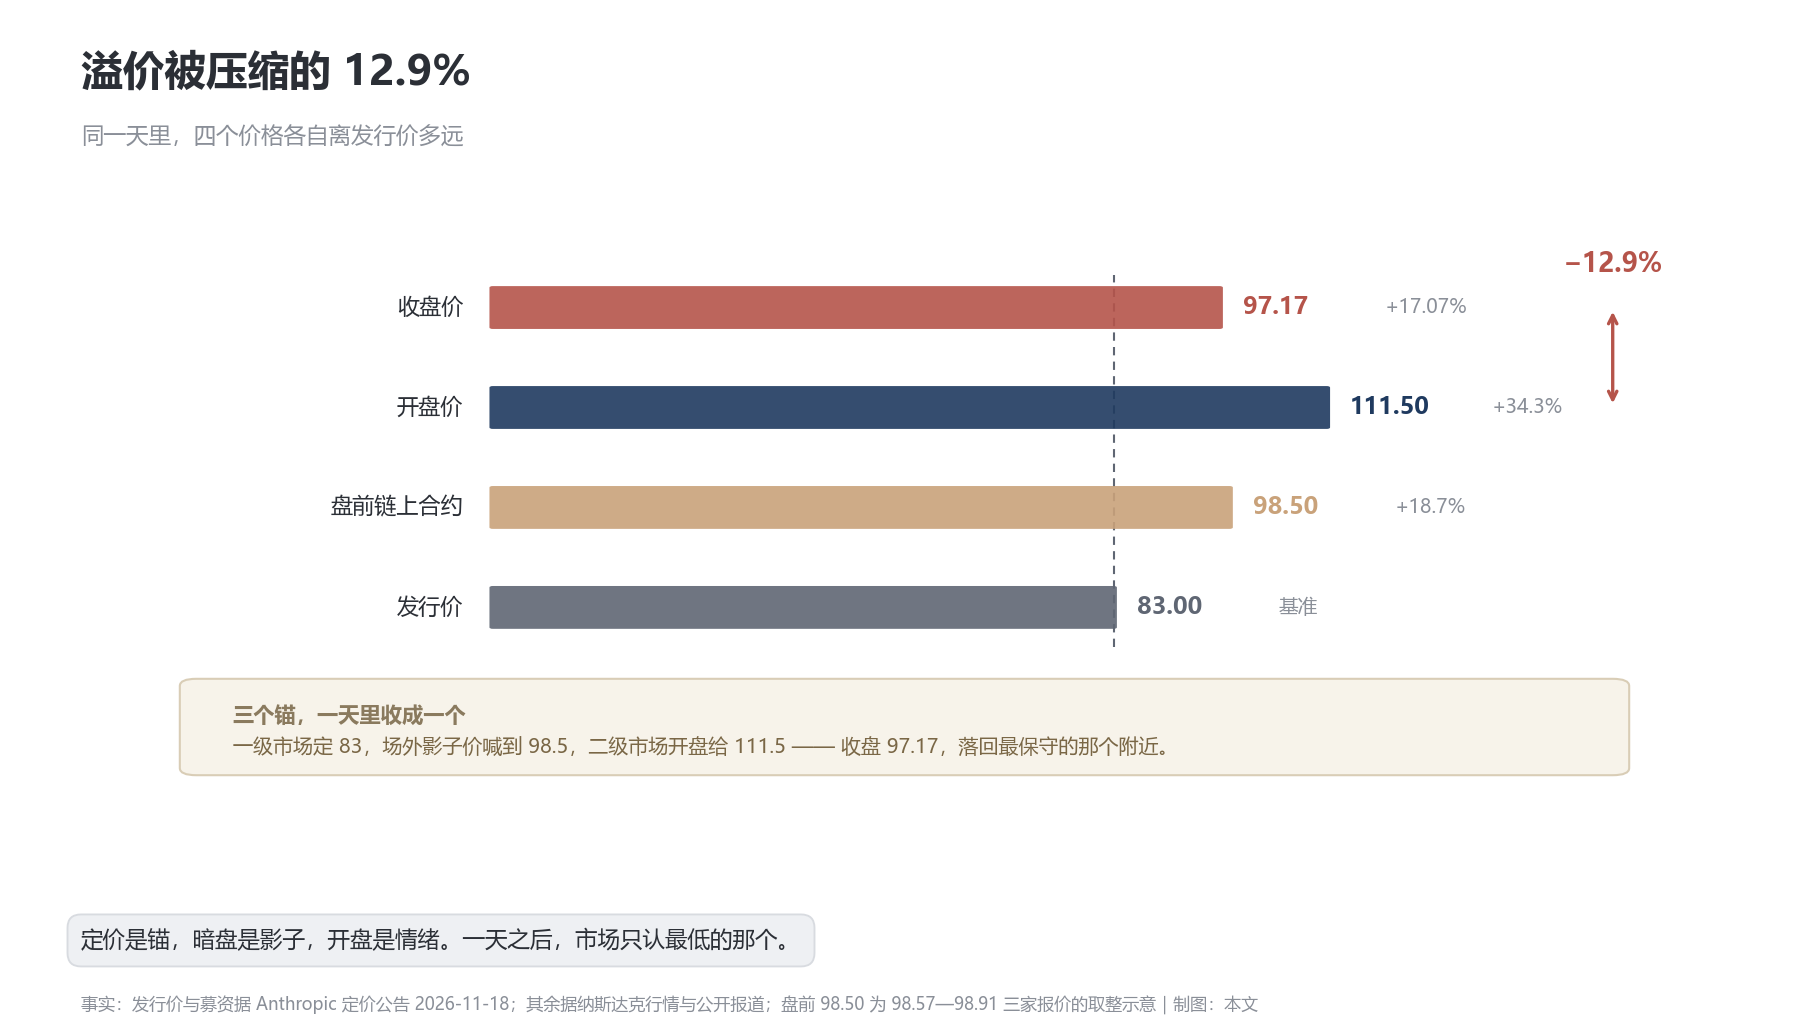 溢价被压缩的 12.9%
同一天里，四个价格各自离发行价多远
−12.9%
收盘价 97.17 +17.07%
开盘价 111.50 +34.3%
盘前链上合约 98.50 +18.7%
发行价 83.00 基准
三个锚，一天里收成一个
一级市场定 83，场外影子价喊到 98.5，二级市场开盘给 111.5 —— 收盘 97.17，落回最保守的那个附近。
定价是锚，暗盘是影子，开盘是情绪。一天之后，市场只认最低的那个。
事实：发行价与募资据 Anthropic 定价公告 2026-11-18；其余据纳斯达克行情与公开报道；盘前 98.50 为 98.57—98.91 三家报价的取整示意 | 制图：本文